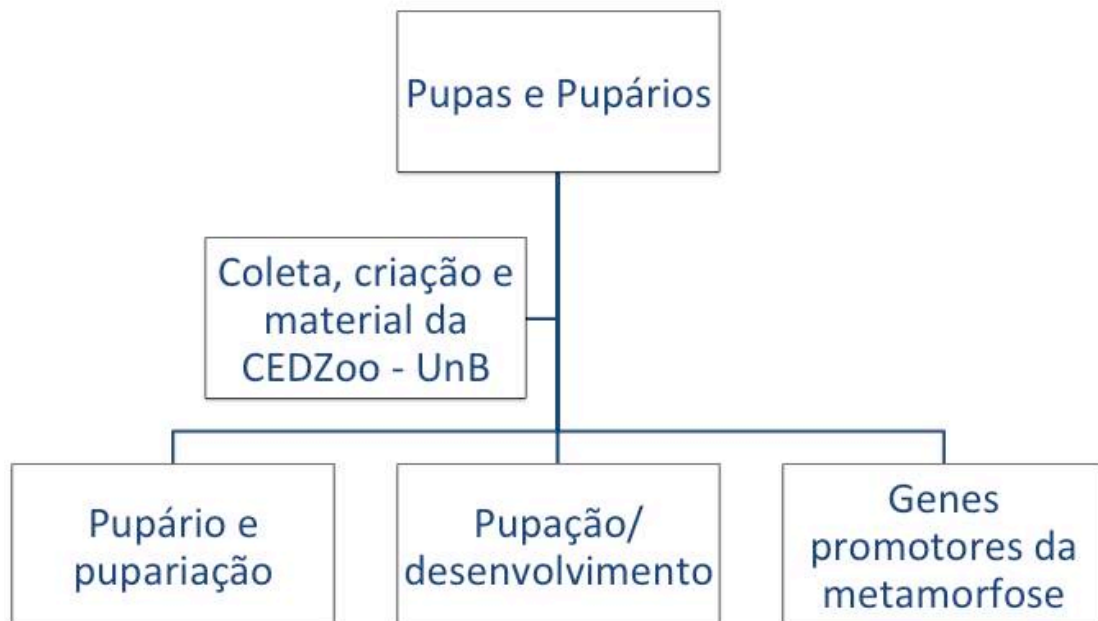 Pupas e Pupários
Coleta, criação e
material da
CEDZoo - UnB
Pupário e
pupariação
Pupação/
desenvolvimento
Genes
promotores da
metamorfose